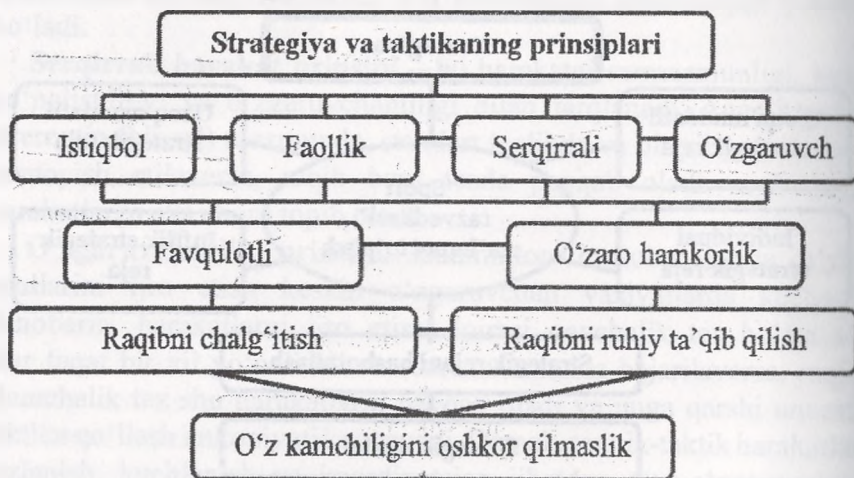 Strategiya va taktikaning prinsiplari
Istiqbol Faollik Serqirrali O‘zgaruvch
Favqulotli O‘zaro hamkorlik
Raqibni chalg‘itish Raqibni ruhiy ta’qib qilish
O‘z kamchiligini oshkor qilmaslik